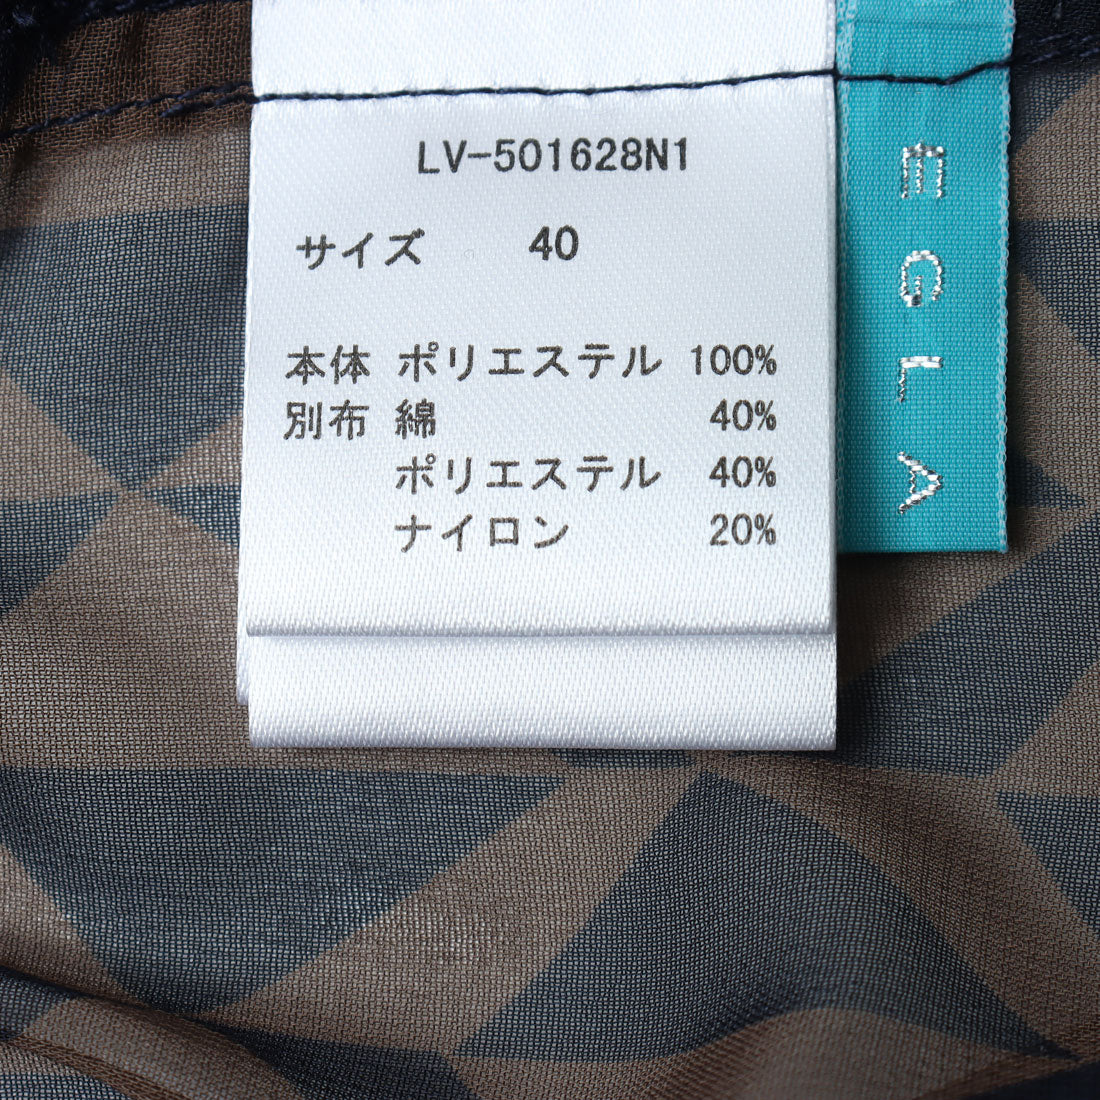 LV-501628N1
サイズ 40
本体 ポリエステル 100%
別布 綿 40%
ポリエステル 40%
ナイロン 20%
EGLA